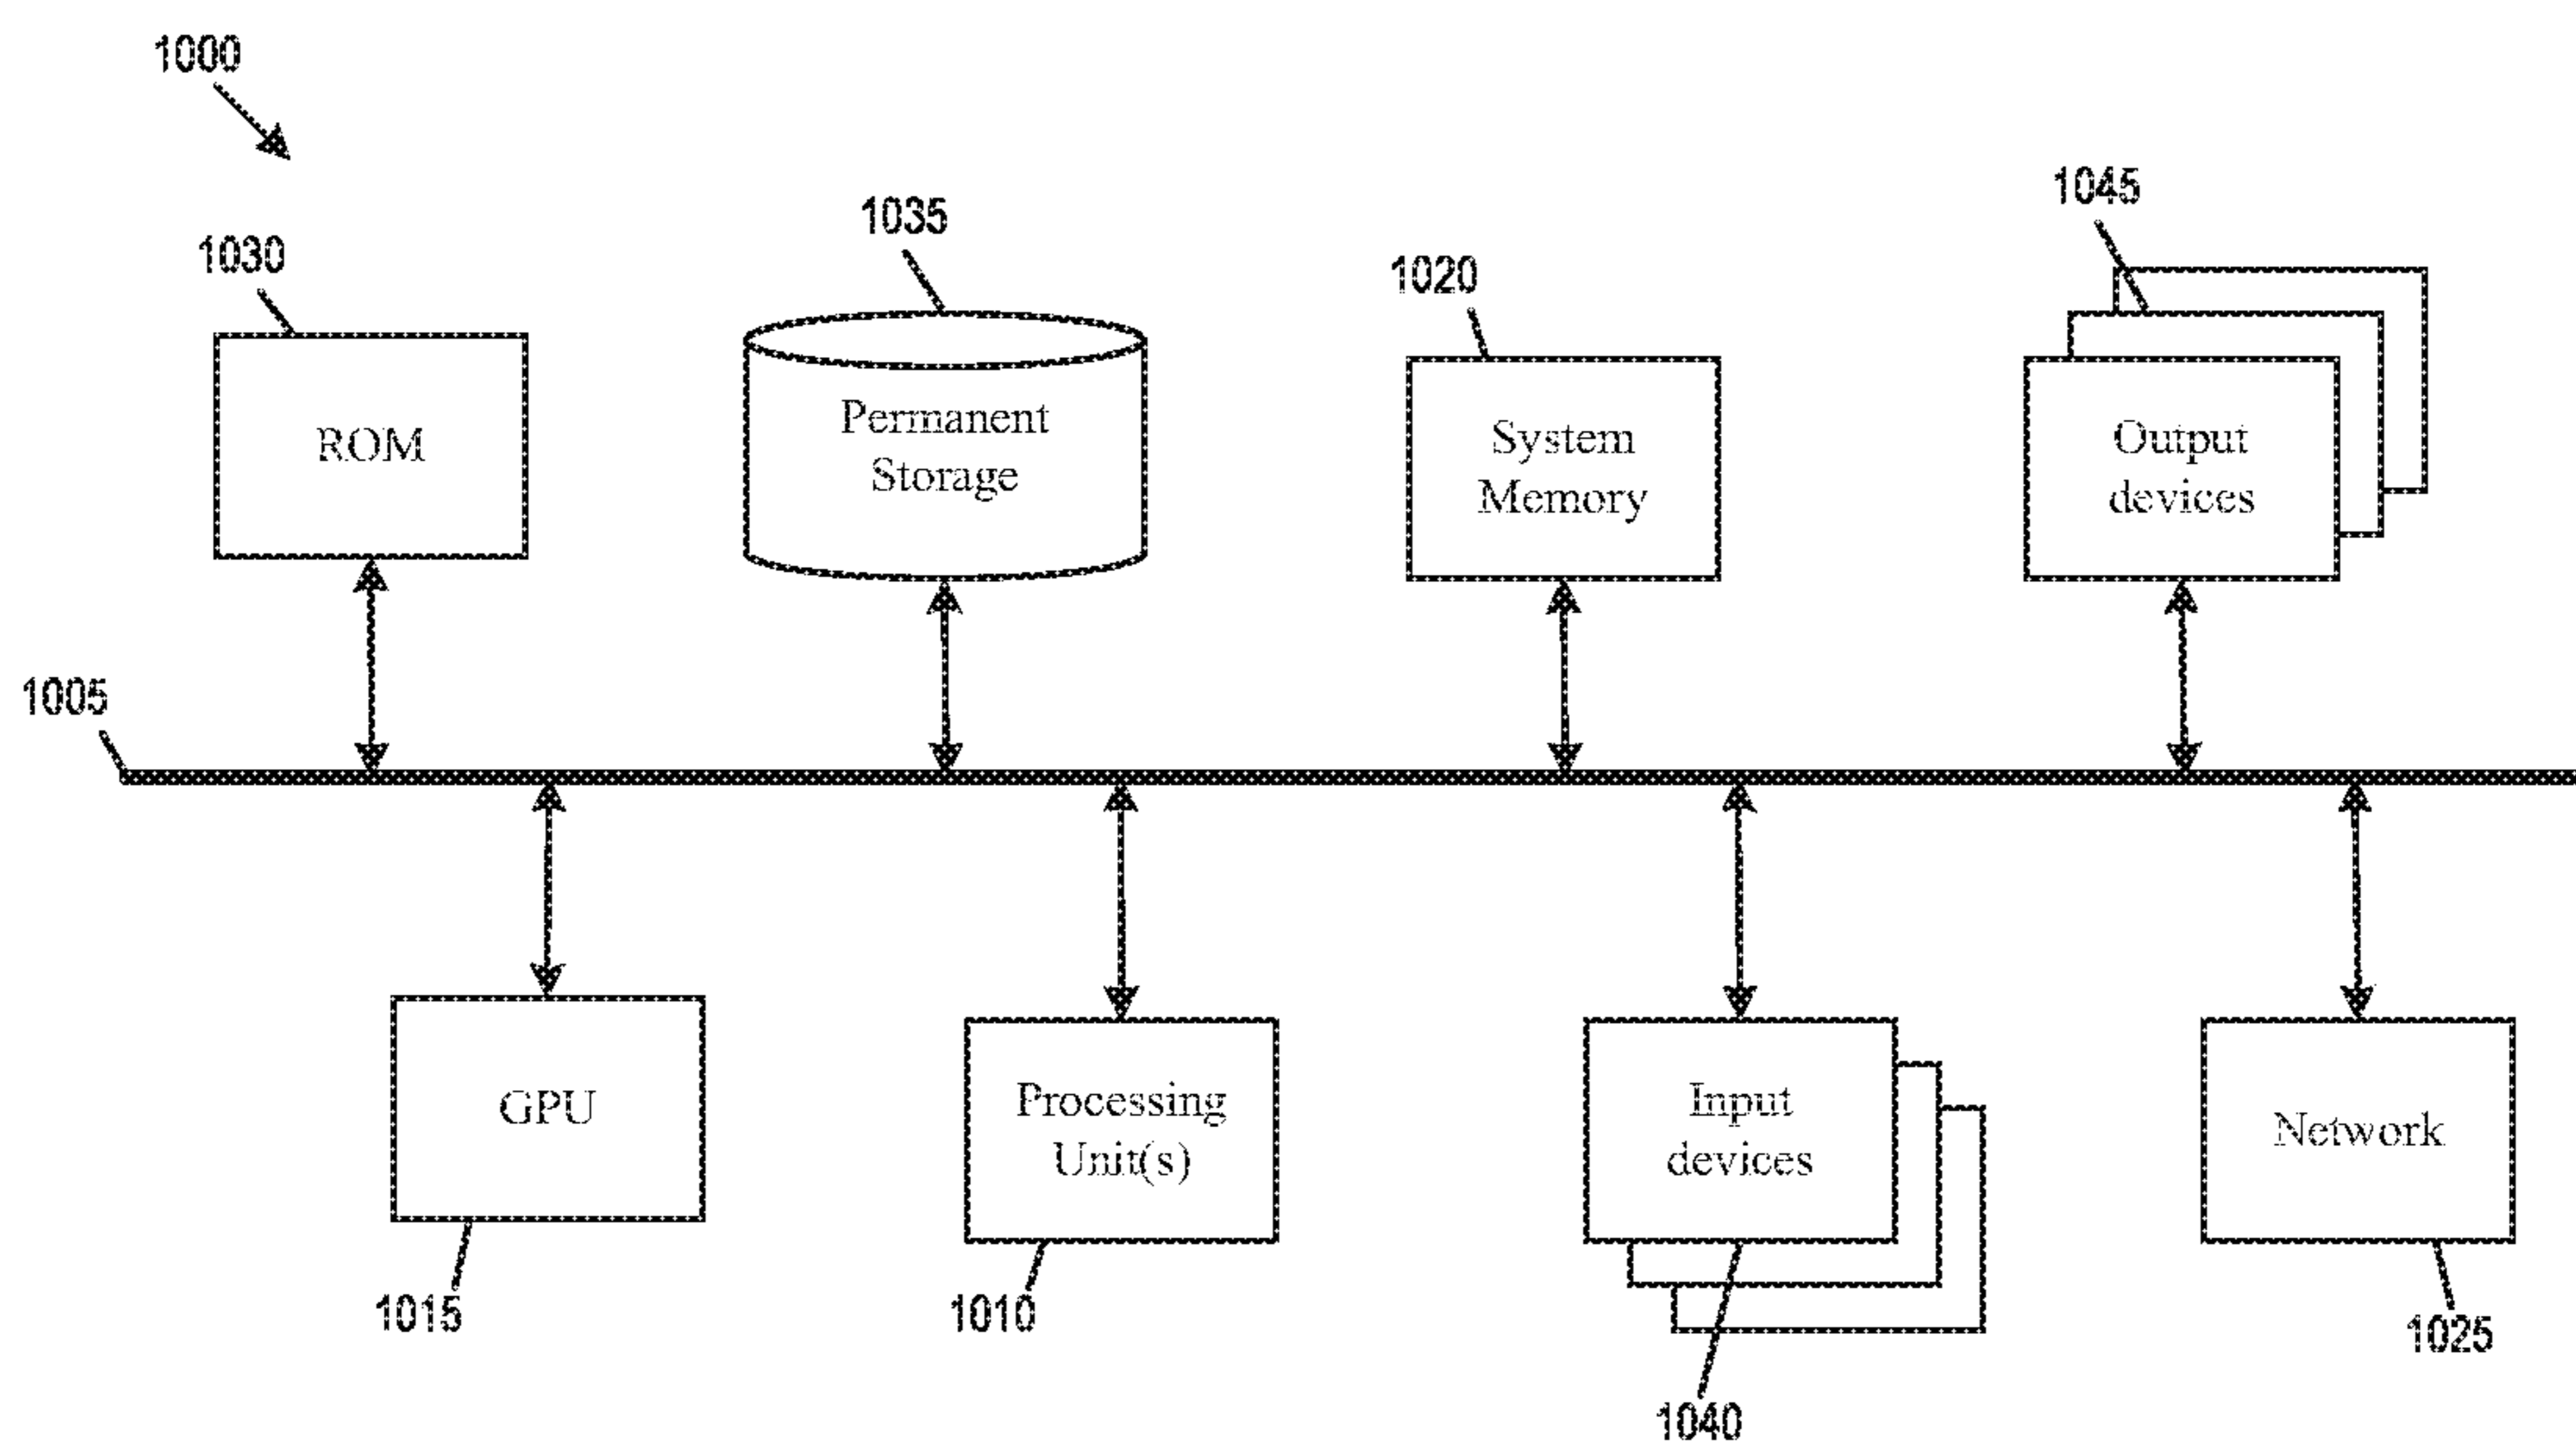 1000
1030
1035
1020
1045
ROM
Permanent
Storage
System
Memory
Output
devices
1005
GPU
Processing
Unit(s)
Input
devices
Network
1015
1010
1040
1025